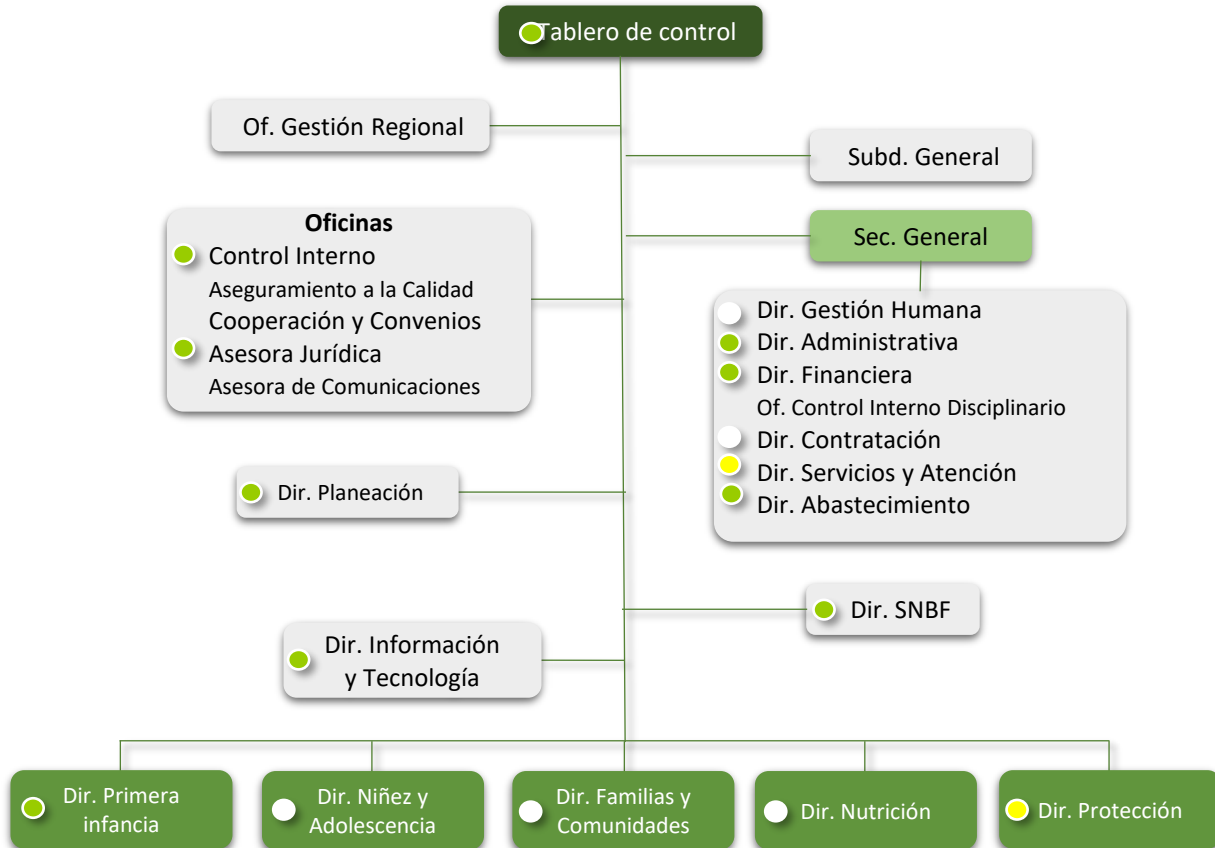 Tablero de control
Of. Gestión Regional
Subd. General
Oficinas
Control Interno
Aseguramiento a la Calidad
Cooperación y Convenios
Asesora Jurídica
Asesora de Comunicaciones
Sec. General
Dir. Gestión Humana
Dir. Administrativa
Dir. Financiera
Of. Control Interno Disciplinario
Dir. Contratación
Dir. Servicios y Atención
Dir. Abastecimiento
Dir. Planeación
Dir. SNBF
Dir. Información
y Tecnología
Dir. Primera
infancia
Dir. Niñez y
Adolescencia
Dir. Familias y
Comunidades
Dir. Nutrición
Dir. Protección